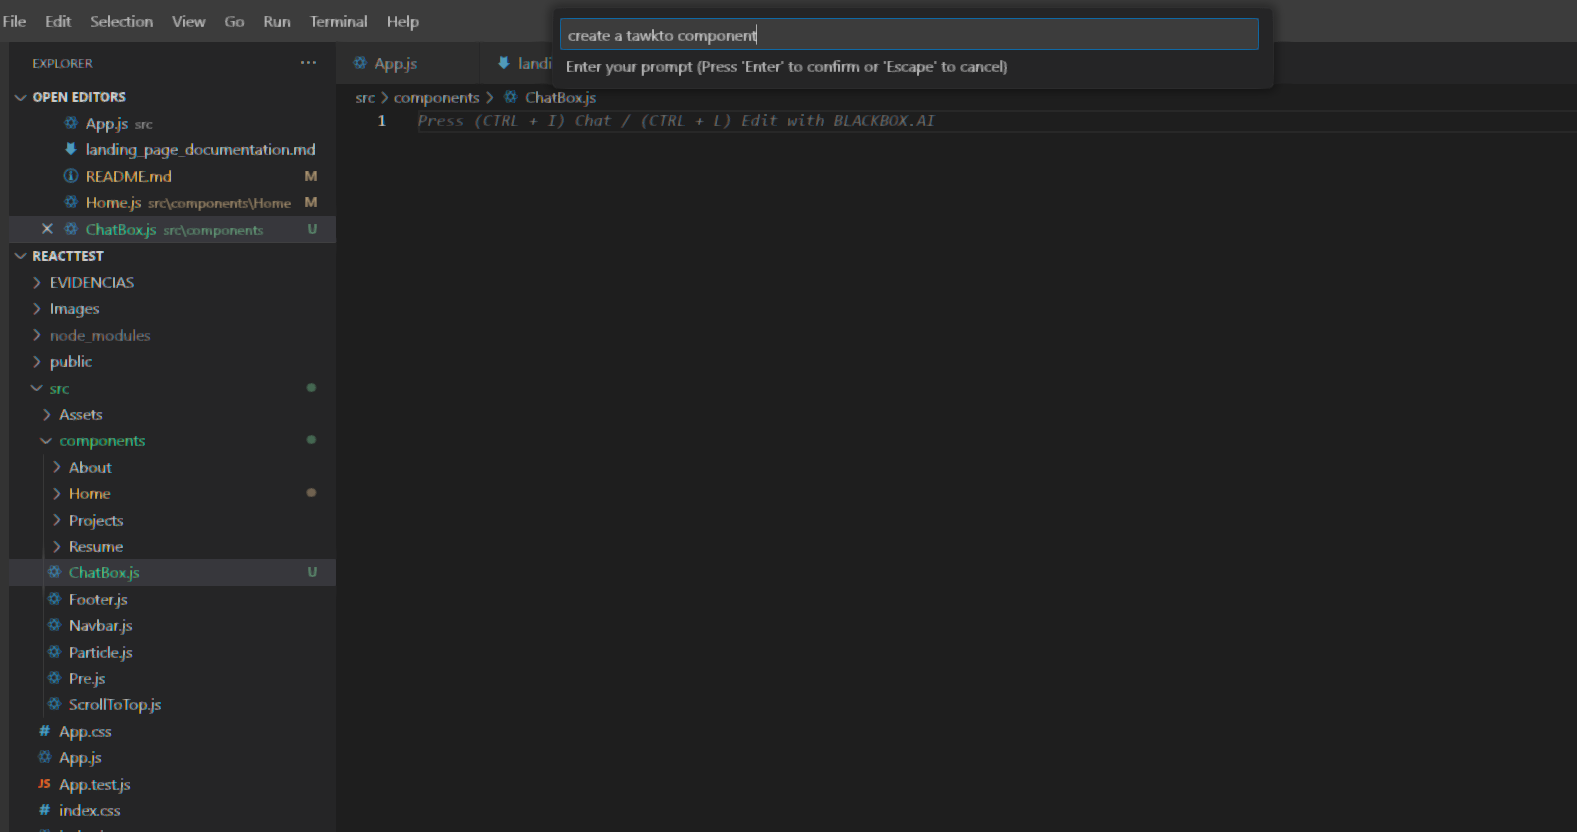 File Edit Selection View Go Run Terminal Help
create a tawkto component
Enter your prompt (Press 'Enter' to confirm or 'Escape' to cancel)
EXPLORER ...
OPEN EDITORS
App.js src
landing_page_documentation.md
README.md M
Home.js src\components\Home M
ChatBox.js src\components U
REACTTEST
EVIDENCIAS
Images
node_modules
public
src
Assets
components
About
Home
Projects
Resume
ChatBox.js U
Footer.js
Navbar.js
Particle.js
Pre.js
ScrollToTop.js
# App.css
App.js
JS App.test.js
# index.css
App.js landi
src > components > ChatBox.js
1 Press (CTRL + I) Chat / (CTRL + L) Edit with BLACKBOX.AI